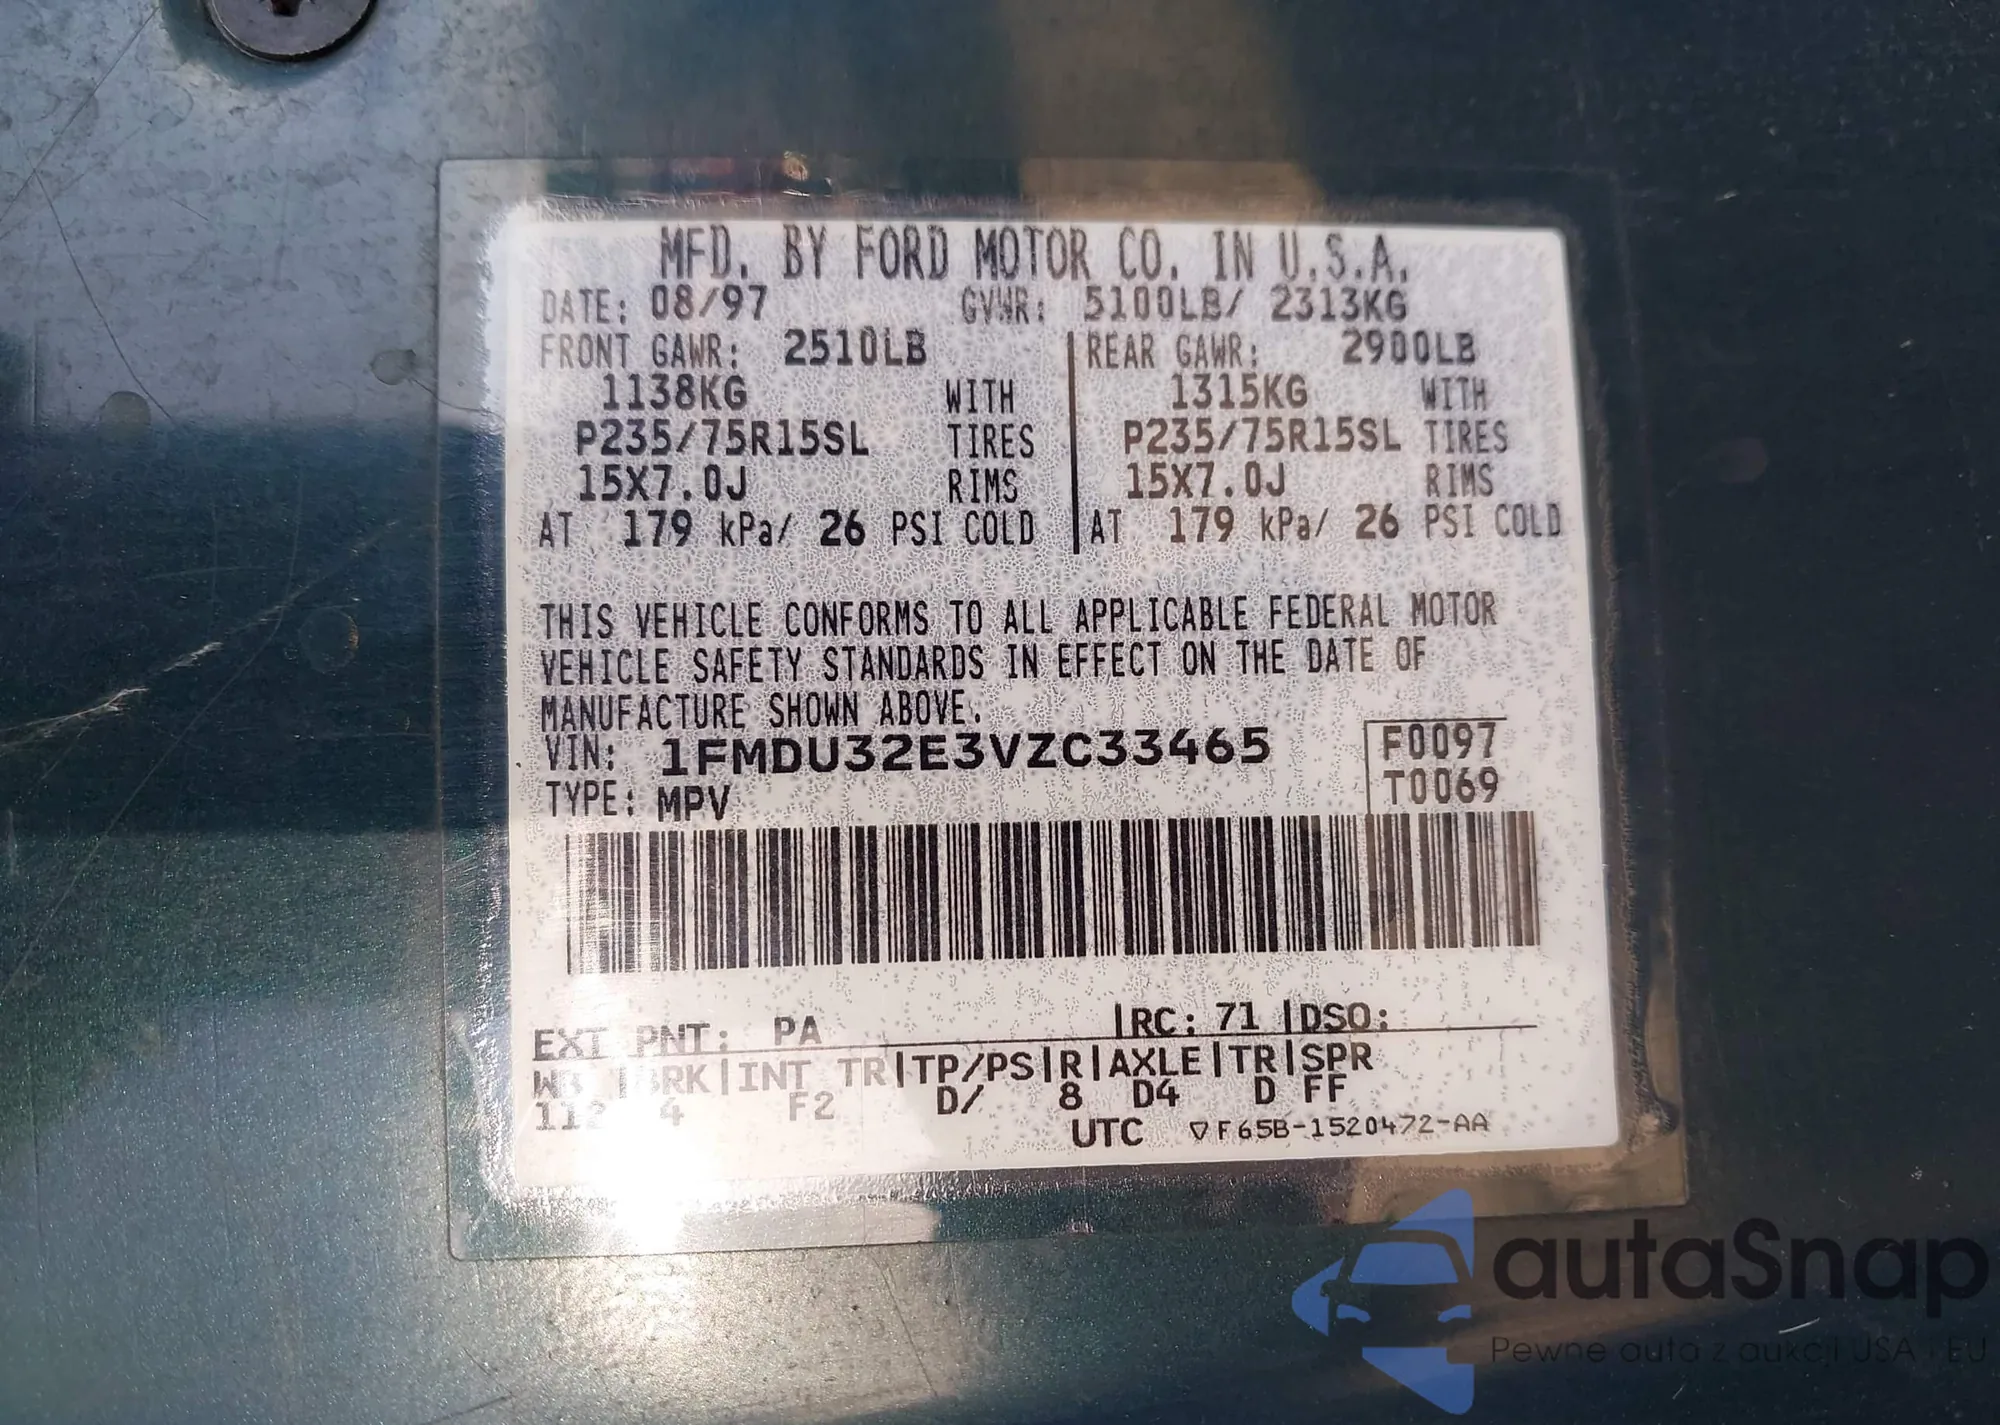 MFD. BY FORD MOTOR CO. IN U.S.A.
DATE: 08/97 GVWR: 5100LB/ 2313KG
FRONT GAWR: 2510LB REAR GAWR: 2900LB
1138KG WITH 1315KG WITH
P235/75R15SL TIRES P235/75R15SL TIRES
15X7.0J RIMS 15X7.0J RIMS
AT 179 kPa/ 26 PSI COLD AT 179 kPa/ 26 PSI COLD
THIS VEHICLE CONFORMS TO ALL APPLICABLE FEDERAL MOTOR
VEHICLE SAFETY STANDARDS IN EFFECT ON THE DATE OF
MANUFACTURE SHOWN ABOVE.
VIN: 1FMDU32E3VZC33465 F0097
TYPE: MPV T0069
EXT PNT: PA |RC: 71 |DSO:
WB |BRK|INT TR|TP/PS|R|AXLE|TR|SPR
4 F2 D/ 8 D4 D FF
UTC ▽F65B-1520472-AA
autaSnap
Pewne auta z aukcji USA i EU